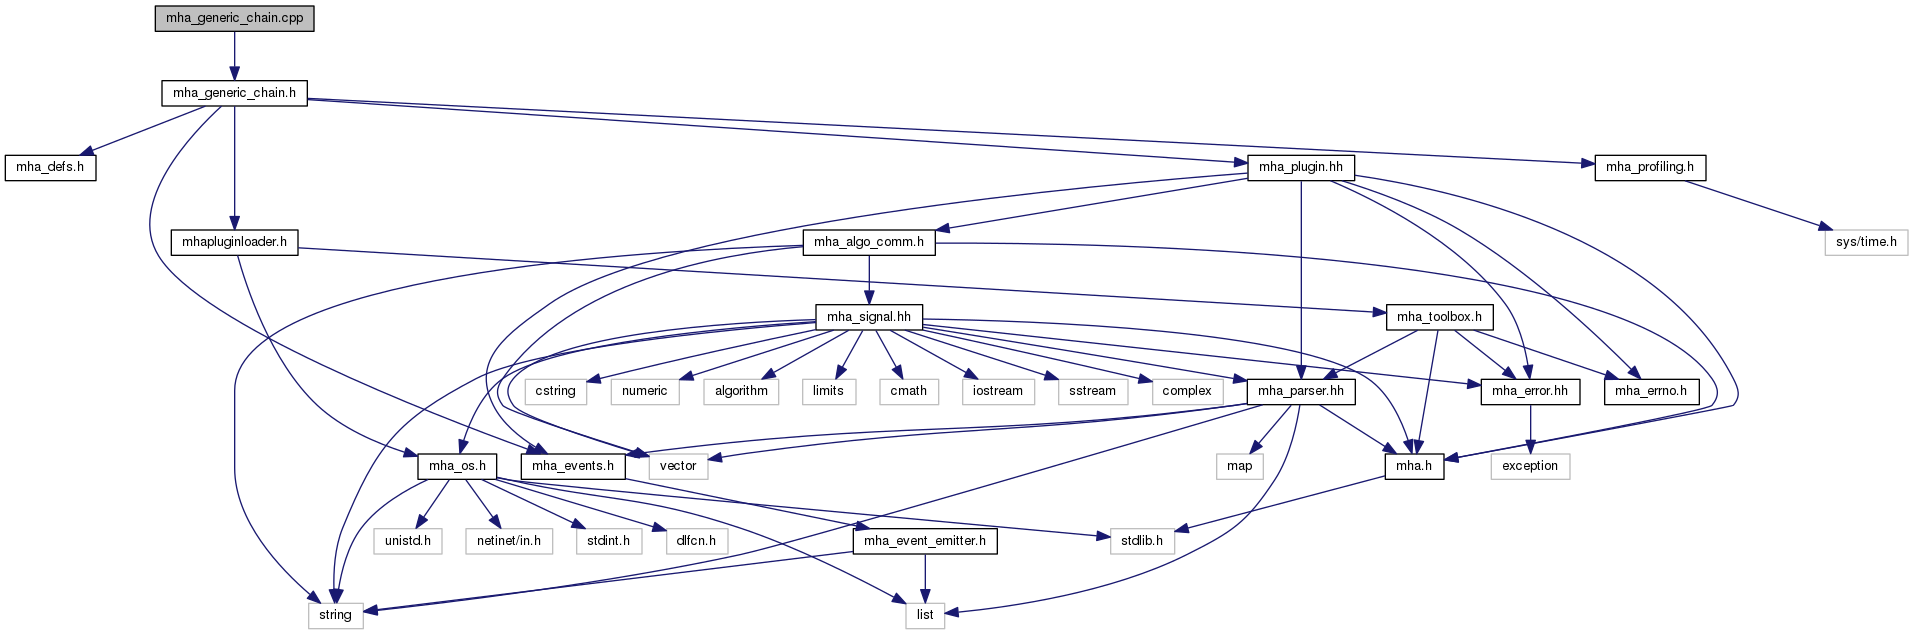 mha_generic_chain.cpp
mha_generic_chain.h
mha_defs.h
mha_plugin.hh
mha_profiling.h
mhapluginloader.h
mha_algo_comm.h
sys/time.h
mha_signal.hh
mha_toolbox.h
cstring
numeric
algorithm
limits
cmath
iostream
sstream
complex
mha_parser.hh
mha_error.hh
mha_errno.h
mha_os.h
mha_events.h
vector
map
mha.h
exception
unistd.h
netinet/in.h
stdint.h
dlfcn.h
mha_event_emitter.h
stdlib.h
string
list